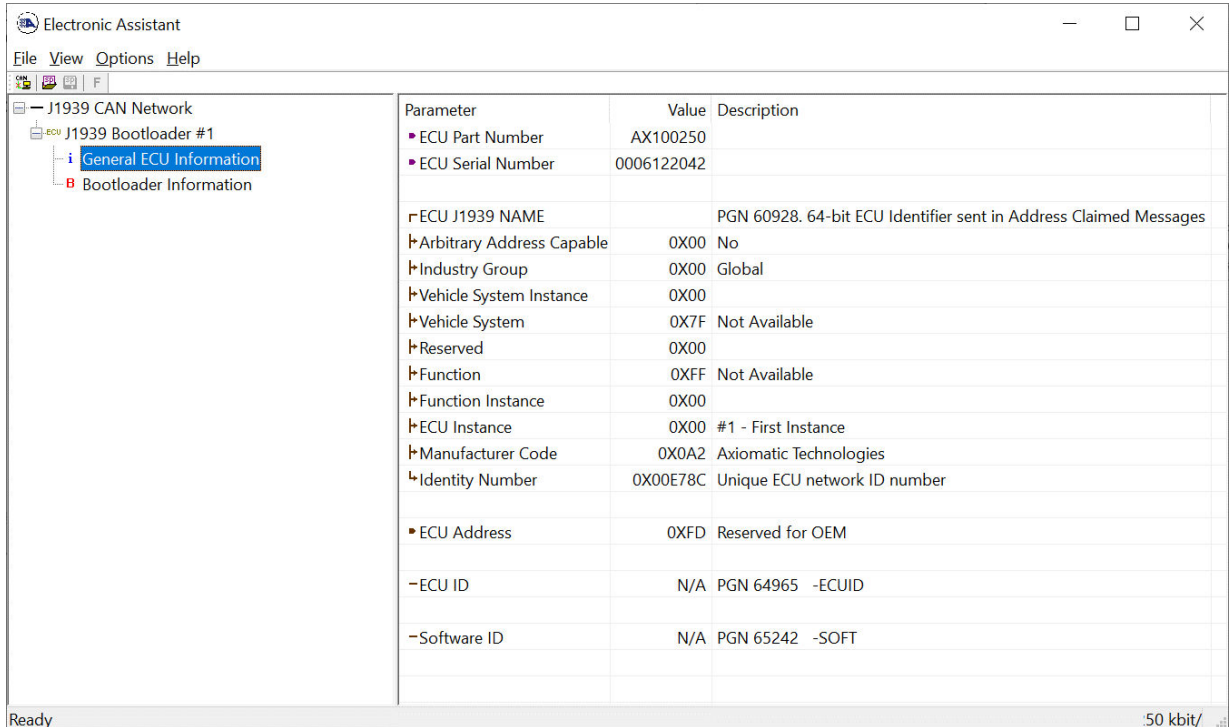 Electronic Assistant
File View Options Help
F
J1939 CAN Network
ECU J1939 Bootloader #1
i General ECU Information
B Bootloader Information
Parameter Value Description
ECU Part Number AX100250
ECU Serial Number 0006122042
ECU J1939 NAME PGN 60928. 64-bit ECU Identifier sent in Address Claimed Messages
Arbitrary Address Capable 0X00 No
Industry Group 0X00 Global
Vehicle System Instance 0X00
Vehicle System 0X7F Not Available
Reserved 0X00
Function 0XFF Not Available
Function Instance 0X00
ECU Instance 0X00 #1 - First Instance
Manufacturer Code 0X0A2 Axiomatic Technologies
Identity Number 0X00E78C Unique ECU network ID number
ECU Address 0XFD Reserved for OEM
ECU ID N/A PGN 64965 -ECUID
Software ID N/A PGN 65242 -SOFT
Ready 50 kbit/